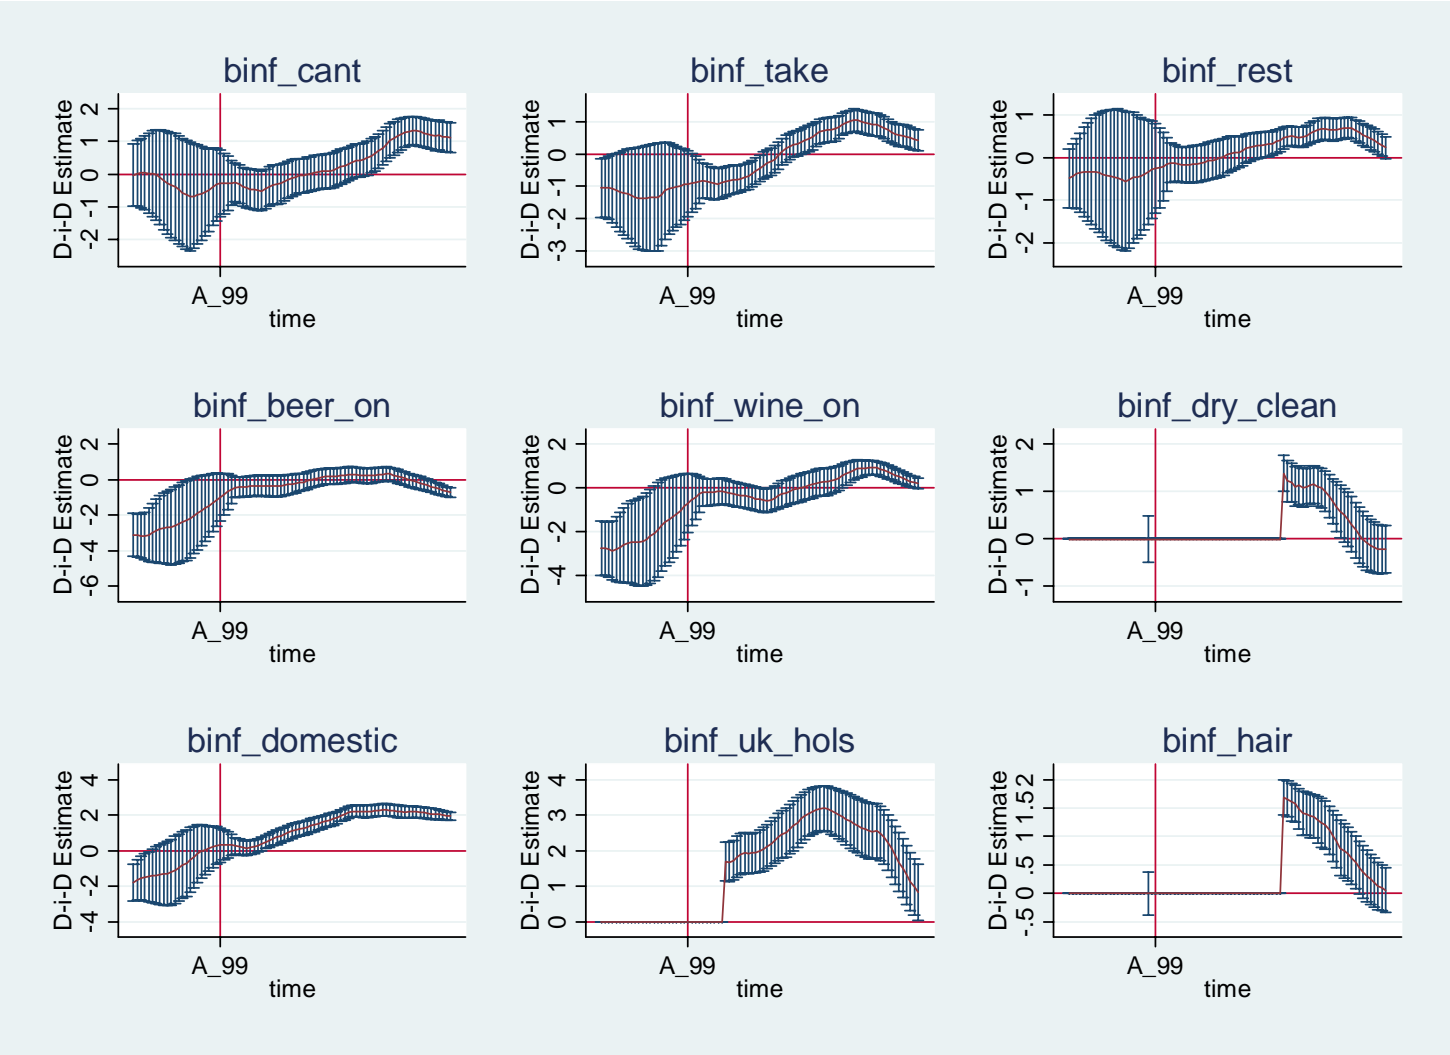 binf_cant
D-i-D Estimate
2
1
0
-1
-2
A_99
time
binf_take
D-i-D Estimate
1
0
-1
-2
-3
A_99
time
binf_rest
D-i-D Estimate
1
0
-1
-2
A_99
time
binf_beer_on
D-i-D Estimate
2
0
-2
-4
-6
A_99
time
binf_wine_on
D-i-D Estimate
2
0
-2
-4
A_99
time
binf_dry_clean
D-i-D Estimate
2
1
0
-1
A_99
time
binf_domestic
D-i-D Estimate
4
2
0
-2
-4
A_99
time
binf_uk_hols
D-i-D Estimate
4
3
2
1
0
A_99
time
binf_hair
D-i-D Estimate
2
1.5
1
.5
0
-.5
A_99
time